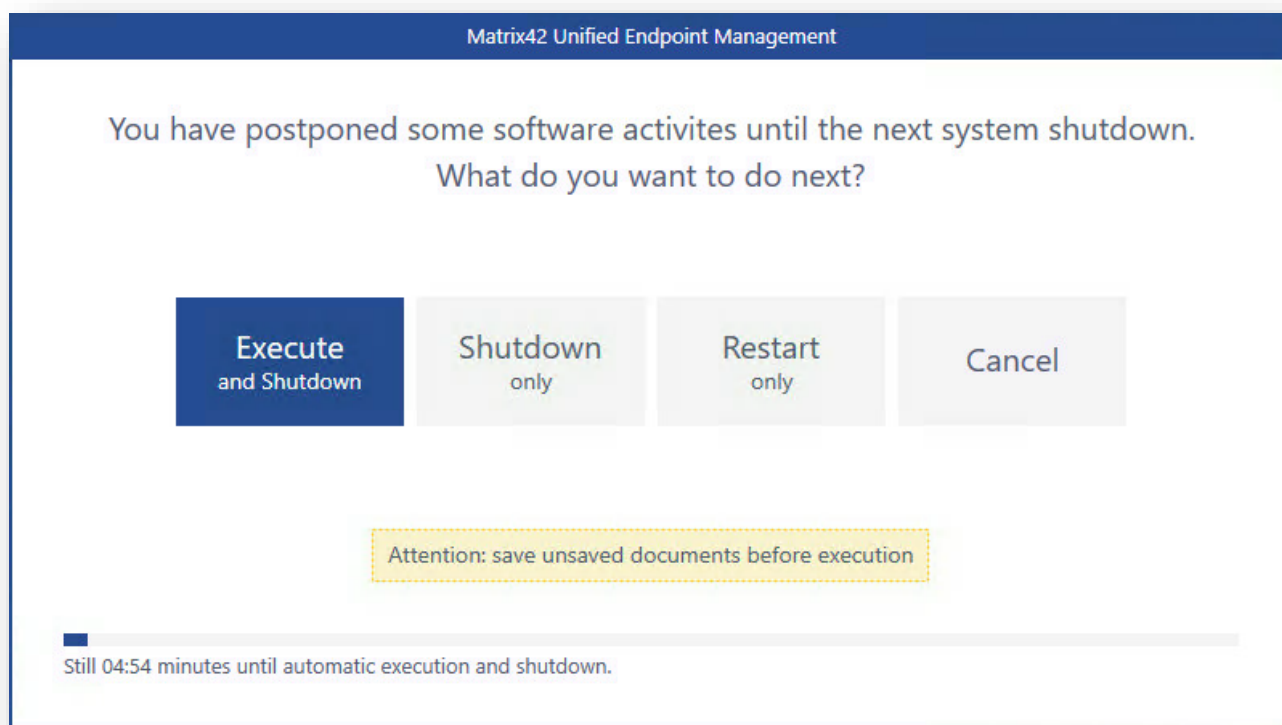 Matrix42 Unified Endpoint Management
You have postponed some software activites until the next system shutdown.
What do you want to do next?
Execute
and Shutdown
Shutdown
only
Restart
only
Cancel
Attention: save unsaved documents before execution
Still 04:54 minutes until automatic execution and shutdown.